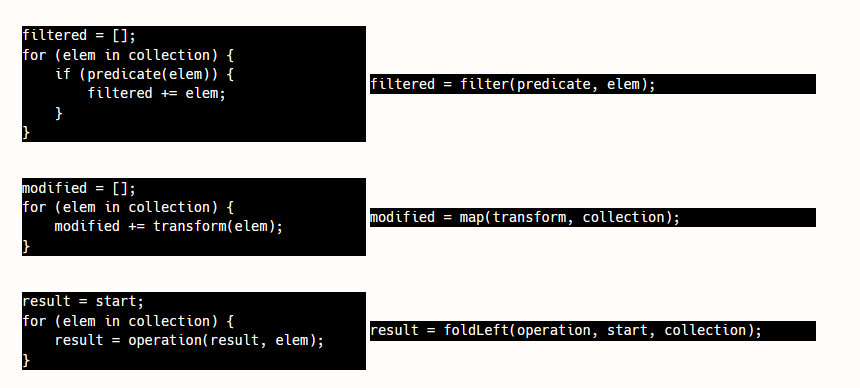 filtered = [];
for (elem in collection) {
    if (predicate(elem)) {
        filtered += elem;
    }
}
filtered = filter(predicate, elem);
modified = [];
for (elem in collection) {
    modified += transform(elem);
}
modified = map(transform, collection);
result = start;
for (elem in collection) {
    result = operation(result, elem);
}
result = foldLeft(operation, start, collection);